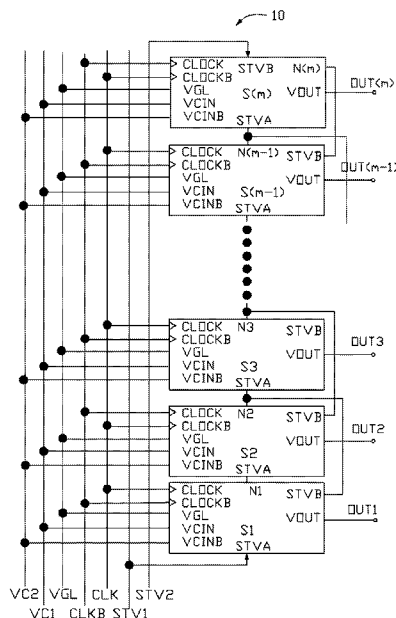 10
CLOCK STVB N(m)
CLOCKB
VGL S(m) VOUT OUT(m)
VCIN
VCINB STVA
CLOCK N(m-1) STVB
CLOCKB
VGL VOUT OUT(m-1)
VCIN S(m-1)
VCINB STVA
CLOCK N3 STVB
CLOCKB
VGL VOUT OUT3
VCIN S3
VCINB STVA
CLOCK N2 STVB
CLOCKB
VGL VOUT OUT2
VCIN S2
VCINB STVA
CLOCK N1 STVB
CLOCKB
VGL VOUT OUT1
VCIN S1
VCINB STVA
VC2 VGL CLK STV2
VC1 CLKB STV1